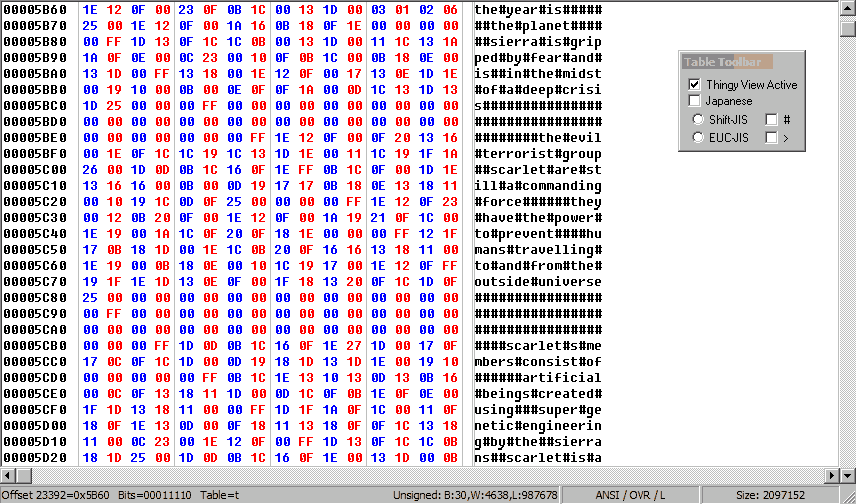 00005B60 1E 12 0F 00 23 0F 0B 1C 00 13 1D 00 03 01 02 06 the#year#is#####
00005B70 25 00 1E 12 0F 00 1A 16 0B 18 0F 1E 00 00 00 00 ##the#planet####
00005B80 00 FF 1D 13 0F 1C 1C 0B 00 13 1D 00 11 1C 13 1A ##sierra#is#grip
00005B90 1A 0F 0E 00 0C 23 00 10 0F 0B 1C 00 0B 18 0E 00 ped#by#fear#and#
00005BA0 13 1D 00 FF 13 18 00 1E 12 0F 00 17 13 0E 1D 1E is##in#the#midst
00005BB0 00 19 10 00 0B 00 0E 0F 0F 1A 00 0D 1C 13 1D 13 #of#a#deep#crisi
00005BC0 1D 25 00 00 00 FF 00 00 00 00 00 00 00 00 00 00 s###############
00005BD0 00 00 00 00 00 00 00 00 00 00 00 00 00 00 00 00 ################
00005BE0 00 00 00 00 00 00 00 FF 1E 12 0F 00 0F 20 13 16 ########the#evil
00005BF0 00 1E 0F 1C 1C 19 1C 13 1D 1E 00 11 1C 19 1F 1A #terrorist#group
00005C00 26 00 1D 0D 0B 1C 16 0F 1E FF 0B 1C 0F 00 1D 1E ##scarlet#are#st
00005C10 13 16 16 00 0B 00 0D 19 17 17 0B 18 0E 13 18 11 ill#a#commanding
00005C20 00 10 19 1C 0D 0F 25 00 00 00 00 FF 1E 12 0F 23 #force######they
00005C30 00 12 0B 20 0F 00 1E 12 0F 00 1A 19 21 0F 1C 00 #have#the#power#
00005C40 1E 19 00 1A 1C 0F 20 0F 18 1E 00 00 00 FF 12 1F to#prevent####hu
00005C50 17 0B 18 1D 00 1E 1C 0B 20 0F 16 16 13 18 11 00 mans#travelling#
00005C60 1E 19 00 0B 18 0E 00 10 1C 19 17 00 1E 12 0F FF to#and#from#the#
00005C70 19 1F 1E 1D 13 0E 0F 00 1F 18 13 20 0F 1C 1D 0F outside#universe
00005C80 25 00 00 00 00 00 00 00 00 00 00 00 00 00 00 00 ################
00005C90 00 FF 00 00 00 00 00 00 00 00 00 00 00 00 00 00 ################
00005CA0 00 00 00 00 00 00 00 00 00 00 00 00 00 00 00 00 ################
00005CB0 00 00 00 FF 1D 0D 0B 1C 16 0F 1E 27 1D 00 17 0F ####scarlet#s#me
00005CC0 17 0C 0F 1C 1D 00 0D 19 18 1D 13 1D 1E 00 19 10 mbers#consist#of
00005CD0 00 00 00 00 00 FF 0B 1C 1E 13 10 13 0D 13 0B 16 ######artificial
00005CE0 00 0C 0F 13 18 11 1D 00 0D 1C 0F 0B 1E 0F 0E 00 #beings#created#
00005CF0 1F 1D 13 18 11 00 00 FF 1D 1F 1A 0F 1C 00 11 0F using###super#ge
00005D00 18 0F 1E 13 0D 00 0F 18 11 13 18 0F 0F 1C 13 18 netic#engineerin
00005D10 11 00 0C 23 00 1E 12 0F 00 FF 1D 13 0F 1C 1C 0B g#by#the##sierra
00005D20 18 1D 25 00 1D 0D 0B 1C 16 0F 1E 00 13 1D 00 0B ns##scarlet#is#a
Table Toolbar
Thingy View Active
Japanese
Shift-JIS #
EUC-JIS >
Offset 23392=0x5B60 Bits=00011110 Table=t Unsigned: B:30,W:4638,L:987678 ANSI / OVR / L Size: 2097152